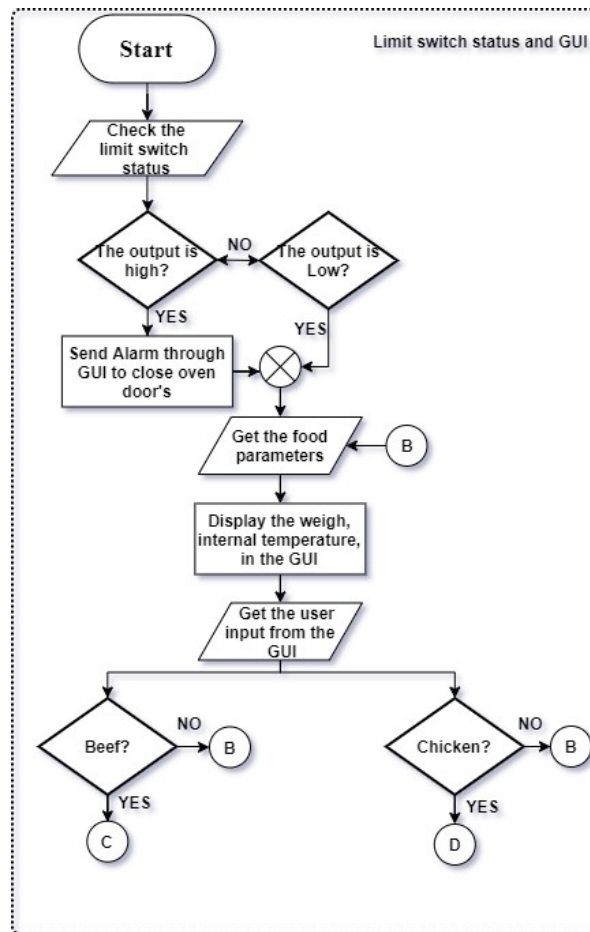 Limit switch status and GUI
Start
Check the
limit switch
status
The output is
high?
NO
The output is
Low?
YES
YES
Send Alarm through
GUI to close oven
door's
Get the food
parameters
B
Display the weigh,
internal temperature,
in the GUI
Get the user
input from the
GUI
Beef?
NO
B
Chicken?
NO
B
YES
YES
C
D